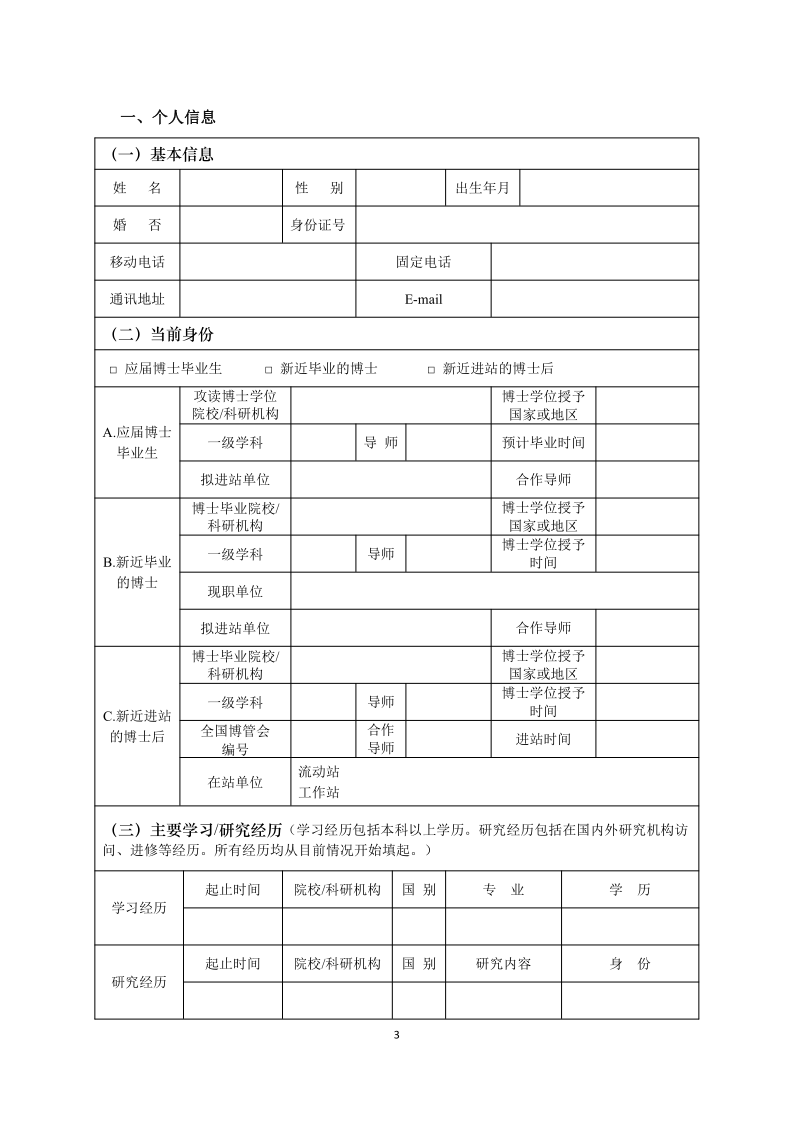 一、个人信息
（一）基本信息
姓 名 性 别 出生年月
婚 否 身份证号
移动电话 固定电话
通讯地址 E-mail
（二）当前身份
□ 应届博士毕业生 □ 新近毕业的博士 □ 新近进站的博士后
A.应届博士
毕业生
攻读博士学位
院校/科研机构
博士学位授予
国家或地区
一级学科 导 师 预计毕业时间
拟进站单位 合作导师
B.新近毕业
的博士
博士毕业院校/
科研机构
博士学位授予
国家或地区
一级学科 导师
博士学位授予
时间
现职单位
拟进站单位 合作导师
C.新近进站
的博士后
博士毕业院校/
科研机构
博士学位授予
国家或地区
一级学科 导师
博士学位授予
时间
全国博管会
编号
合作
导师
进站时间
在站单位
流动站
工作站
（三）主要学习/研究经历（学习经历包括本科以上学历。研究经历包括在国内外研究机构访
问、进修等经历。所有经历均从目前情况开始填起。）
学习经历
起止时间 院校/科研机构 国 别 专 业 学 历
研究经历
起止时间 院校/科研机构 国 别 研究内容 身 份
3